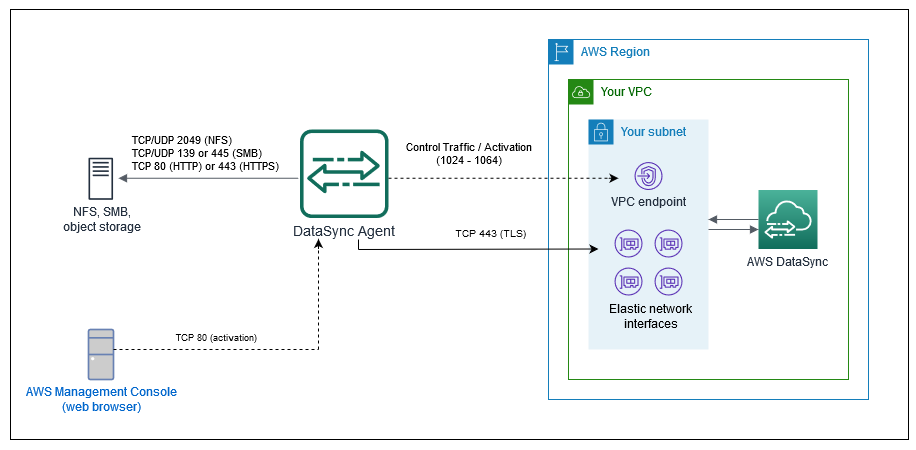 AWS Region
Your VPC
Your subnet
TCP/UDP 2049 (NFS)
TCP/UDP 139 or 445 (SMB)
TCP 80 (HTTP) or 443 (HTTPS)
Control Traffic / Activation
(1024 - 1064)
VPC endpoint
NFS, SMB,
object storage
DataSync Agent
TCP 443 (TLS)
AWS DataSync
Elastic network
interfaces
TCP 80 (activation)
AWS Management Console
(web browser)